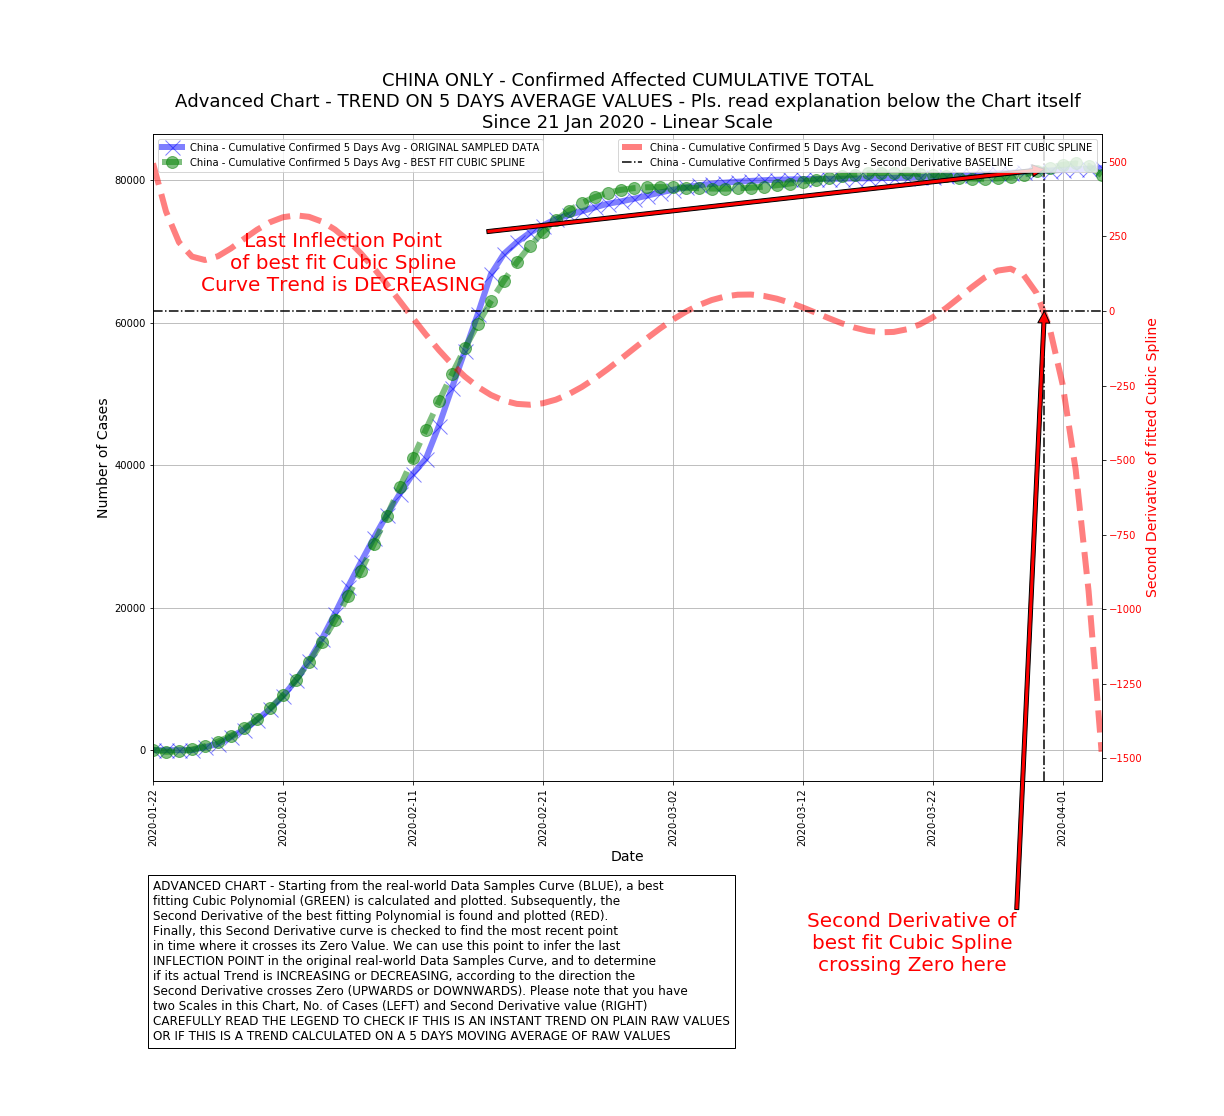 CHINA ONLY - Confirmed Affected CUMULATIVE TOTAL
Advanced Chart - TREND ON 5 DAYS AVERAGE VALUES - Pls. read explanation below the Chart itself
Since 21 Jan 2020 - Linear Scale
China - Cumulative Confirmed 5 Days Avg - ORIGINAL SAMPLED DATA
China - Cumulative Confirmed 5 Days Avg - BEST FIT CUBIC SPLINE
China - Cumulative Confirmed 5 Days Avg - Second Derivative of BEST FIT CUBIC SPLINE
China - Cumulative Confirmed 5 Days Avg - Second Derivative BASELINE
Last Inflection Point
of best fit Cubic Spline
Curve Trend is DECREASING
Number of Cases
80000
60000
40000
20000
0
500
250
0
−250
−500
−750
−1000
−1250
−1500
Second Derivative of fitted Cubic Spline
2020-01-22
2020-02-01
2020-02-11
2020-02-21
2020-03-02
2020-03-12
2020-03-22
2020-04-01
Date
ADVANCED CHART - Starting from the real-world Data Samples Curve (BLUE), a best
fitting Cubic Polynomial (GREEN) is calculated and plotted. Subsequently, the
Second Derivative of the best fitting Polynomial is found and plotted (RED).
Finally, this Second Derivative curve is checked to find the most recent point
in time where it crosses its Zero Value. We can use this point to infer the last
INFLECTION POINT in the original real-world Data Samples Curve, and to determine
if its actual Trend is INCREASING or DECREASING, according to the direction the
Second Derivative crosses Zero (UPWARDS or DOWNWARDS). Please note that you have
two Scales in this Chart, No. of Cases (LEFT) and Second Derivative value (RIGHT)
CAREFULLY READ THE LEGEND TO CHECK IF THIS IS AN INSTANT TREND ON PLAIN RAW VALUES
OR IF THIS IS A TREND CALCULATED ON A 5 DAYS MOVING AVERAGE OF RAW VALUES
Second Derivative of
best fit Cubic Spline
crossing Zero here